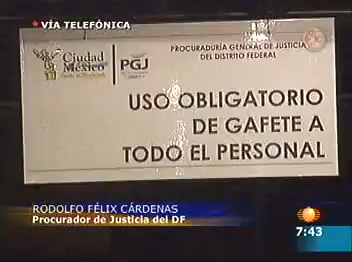 VÍA TELEFÓNICA
PROCURADURÍA GENERAL DE JUSTICIA
DEL DISTRITO FEDERAL
Ciudad
México
PGJ
USO OBLIGATORIO
DE GAFETE A
TODO EL PERSONAL
RODOLFO FÉLIX CÁRDENAS
Procurador de Justicia del DF
7:43